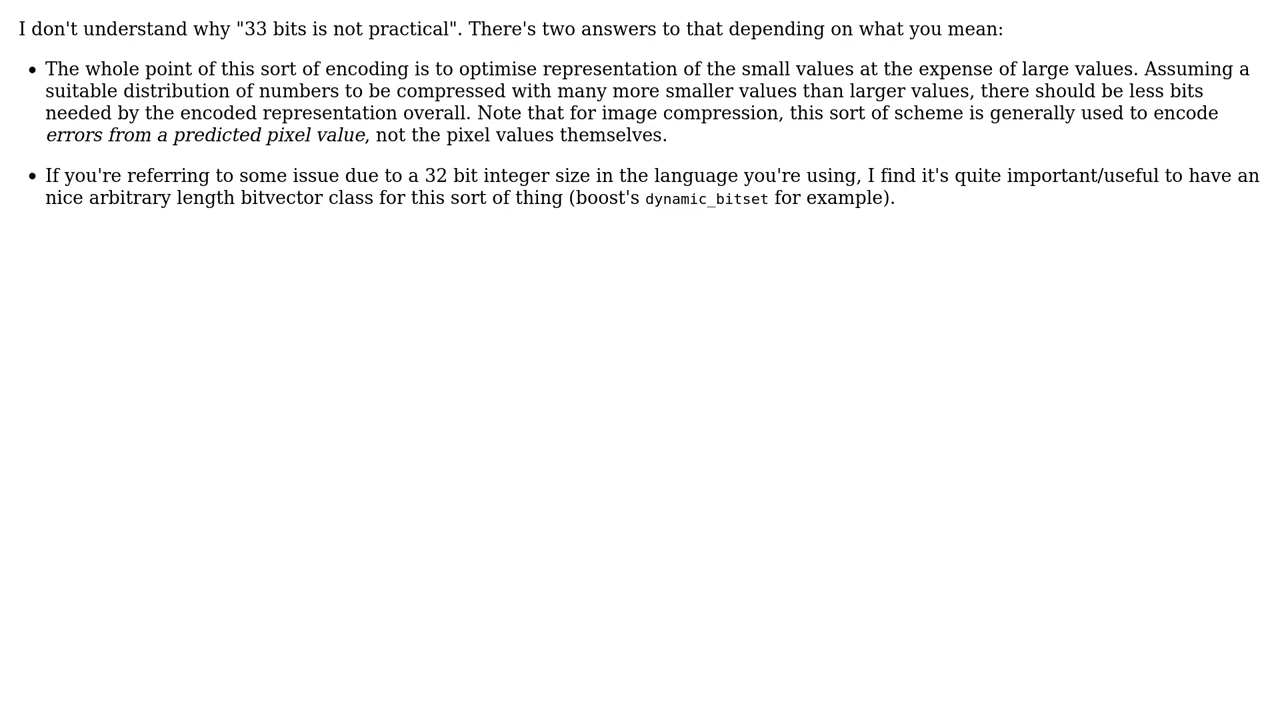 I don't understand why "33 bits is not practical". There's two answers to that depending on what you mean:
• The whole point of this sort of encoding is to optimise representation of the small values at the expense of large values. Assuming a
suitable distribution of numbers to be compressed with many more smaller values than larger values, there should be less bits
needed by the encoded representation overall. Note that for image compression, this sort of scheme is generally used to encode
errors from a predicted pixel value, not the pixel values themselves.
• If you're referring to some issue due to a 32 bit integer size in the language you're using, I find it's quite important/useful to have an
nice arbitrary length bitvector class for this sort of thing (boost's dynamic_bitset for example).